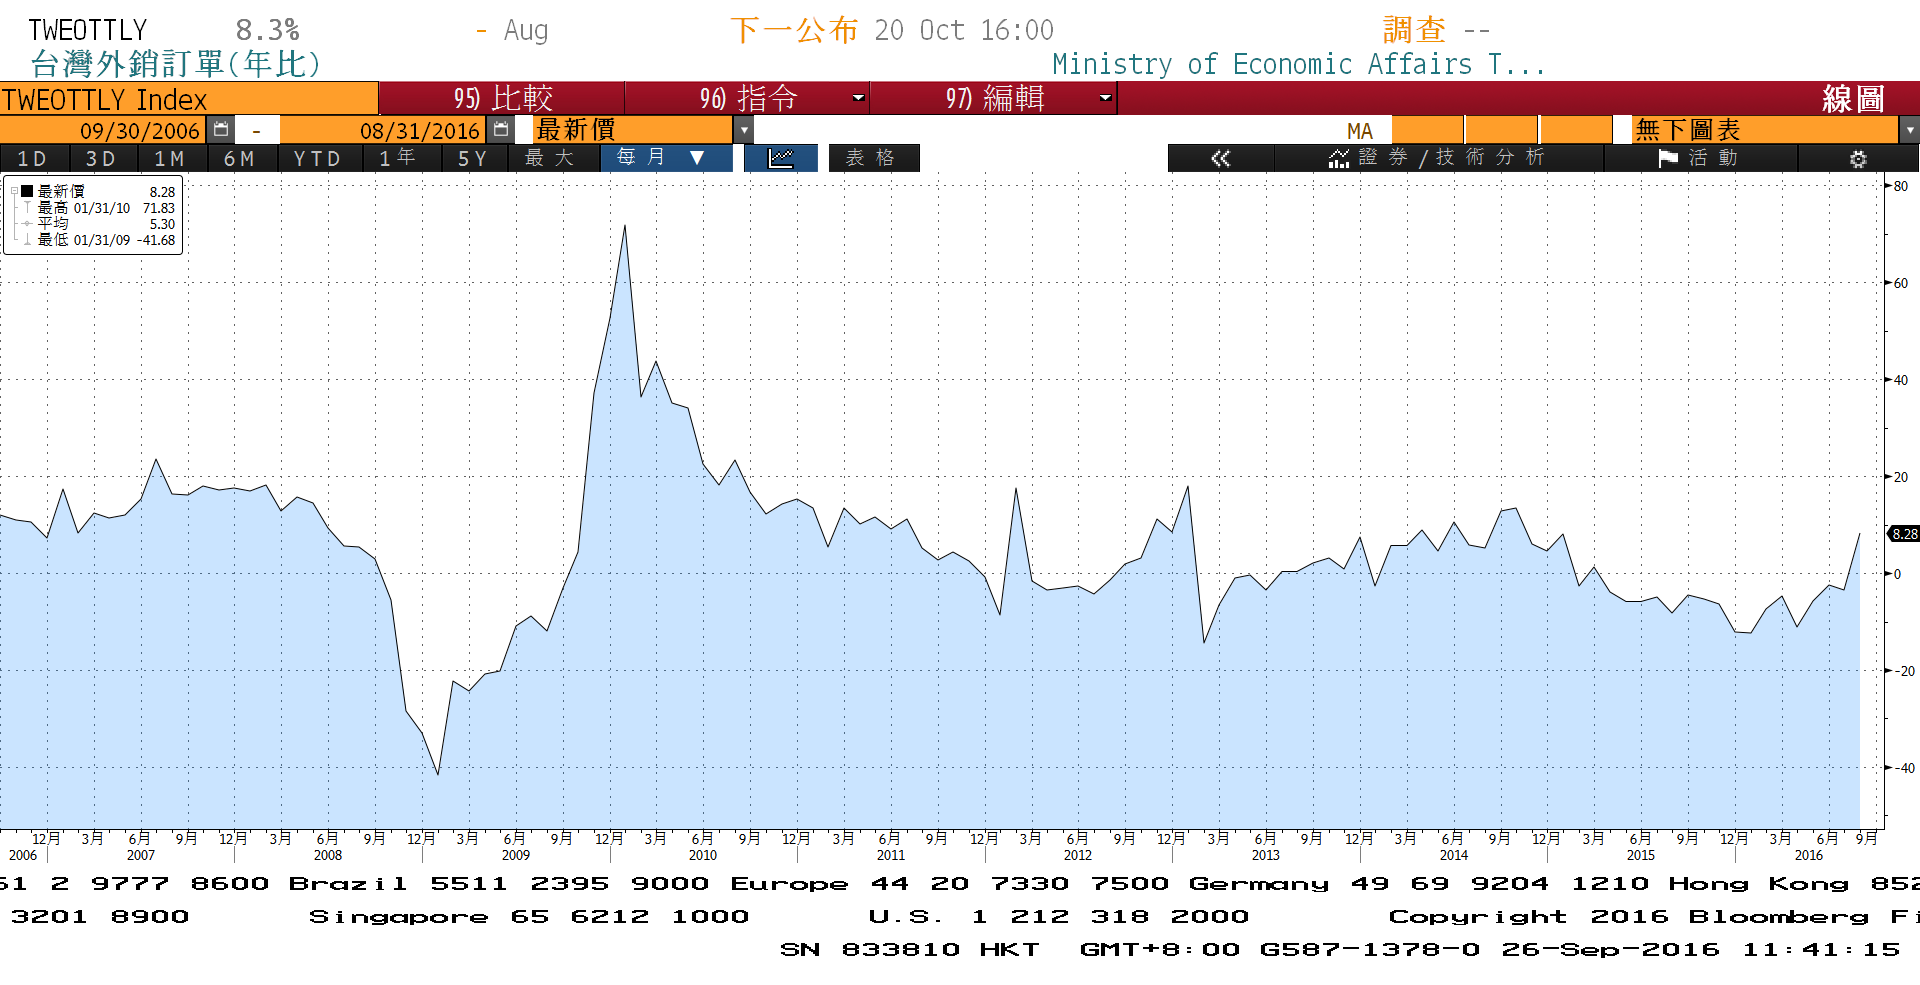 TWEOTTLY 8.3% - Aug 下一公布 20 Oct 16:00 調查 --
台灣外銷訂單(年比) Ministry of Economic Affairs T...
TWEOTTLY Index 95) 比較 96) 指令 97) 編輯 線圖
09/30/2006 - 08/31/2016 最新價 MA 無下圖表
1D 3D 1M 6M YTD 1年 5Y 最大 每月 ▼ 表格 « 證券/技術分析 活動
最新價 8.28
最高 01/31/10 71.83
平均 5.30
最低 01/31/09 -41.68
80
60
40
20
8.28
0
-20
-40
12月 3月 6月 9月 12月 3月 6月 9月 12月 3月 6月 9月 12月 3月 6月 9月 12月 3月 6月 9月 12月 3月 6月 9月 12月 3月 6月 9月 12月 3月 6月 9月 12月 3月 6月 9月 12月 3月 6月 9月
2006 2007 2008 2009 2010 2011 2012 2013 2014 2015 2016
61 2 9777 8600 Brazil 5511 2395 9000 Europe 44 20 7330 7500 Germany 49 69 9204 1210 Hong Kong 852
3201 8900 Singapore 65 6212 1000 U.S. 1 212 318 2000 Copyright 2016 Bloomberg Fi
SN 833810 HKT GMT+8:00 G587-1378-0 26-Sep-2016 11:41:15